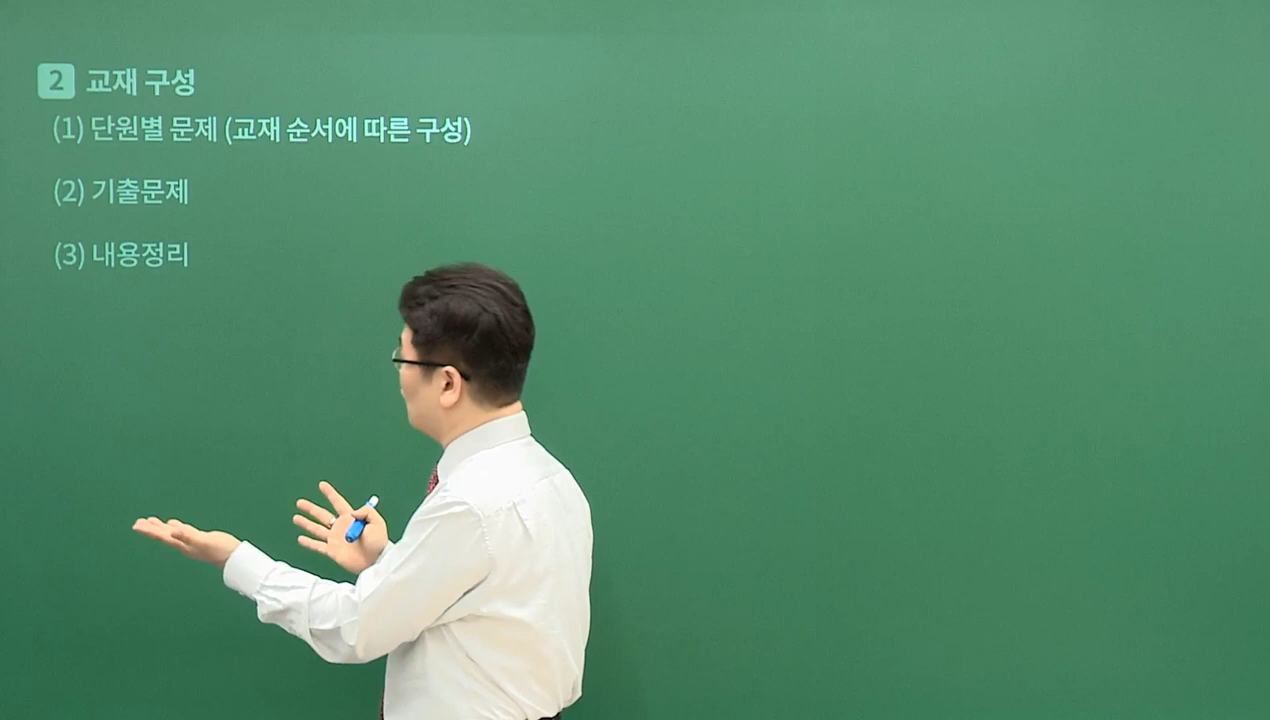 2 교재 구성
(1) 단원별 문제 (교재 순서에 따른 구성)
(2) 기출문제
(3) 내용정리